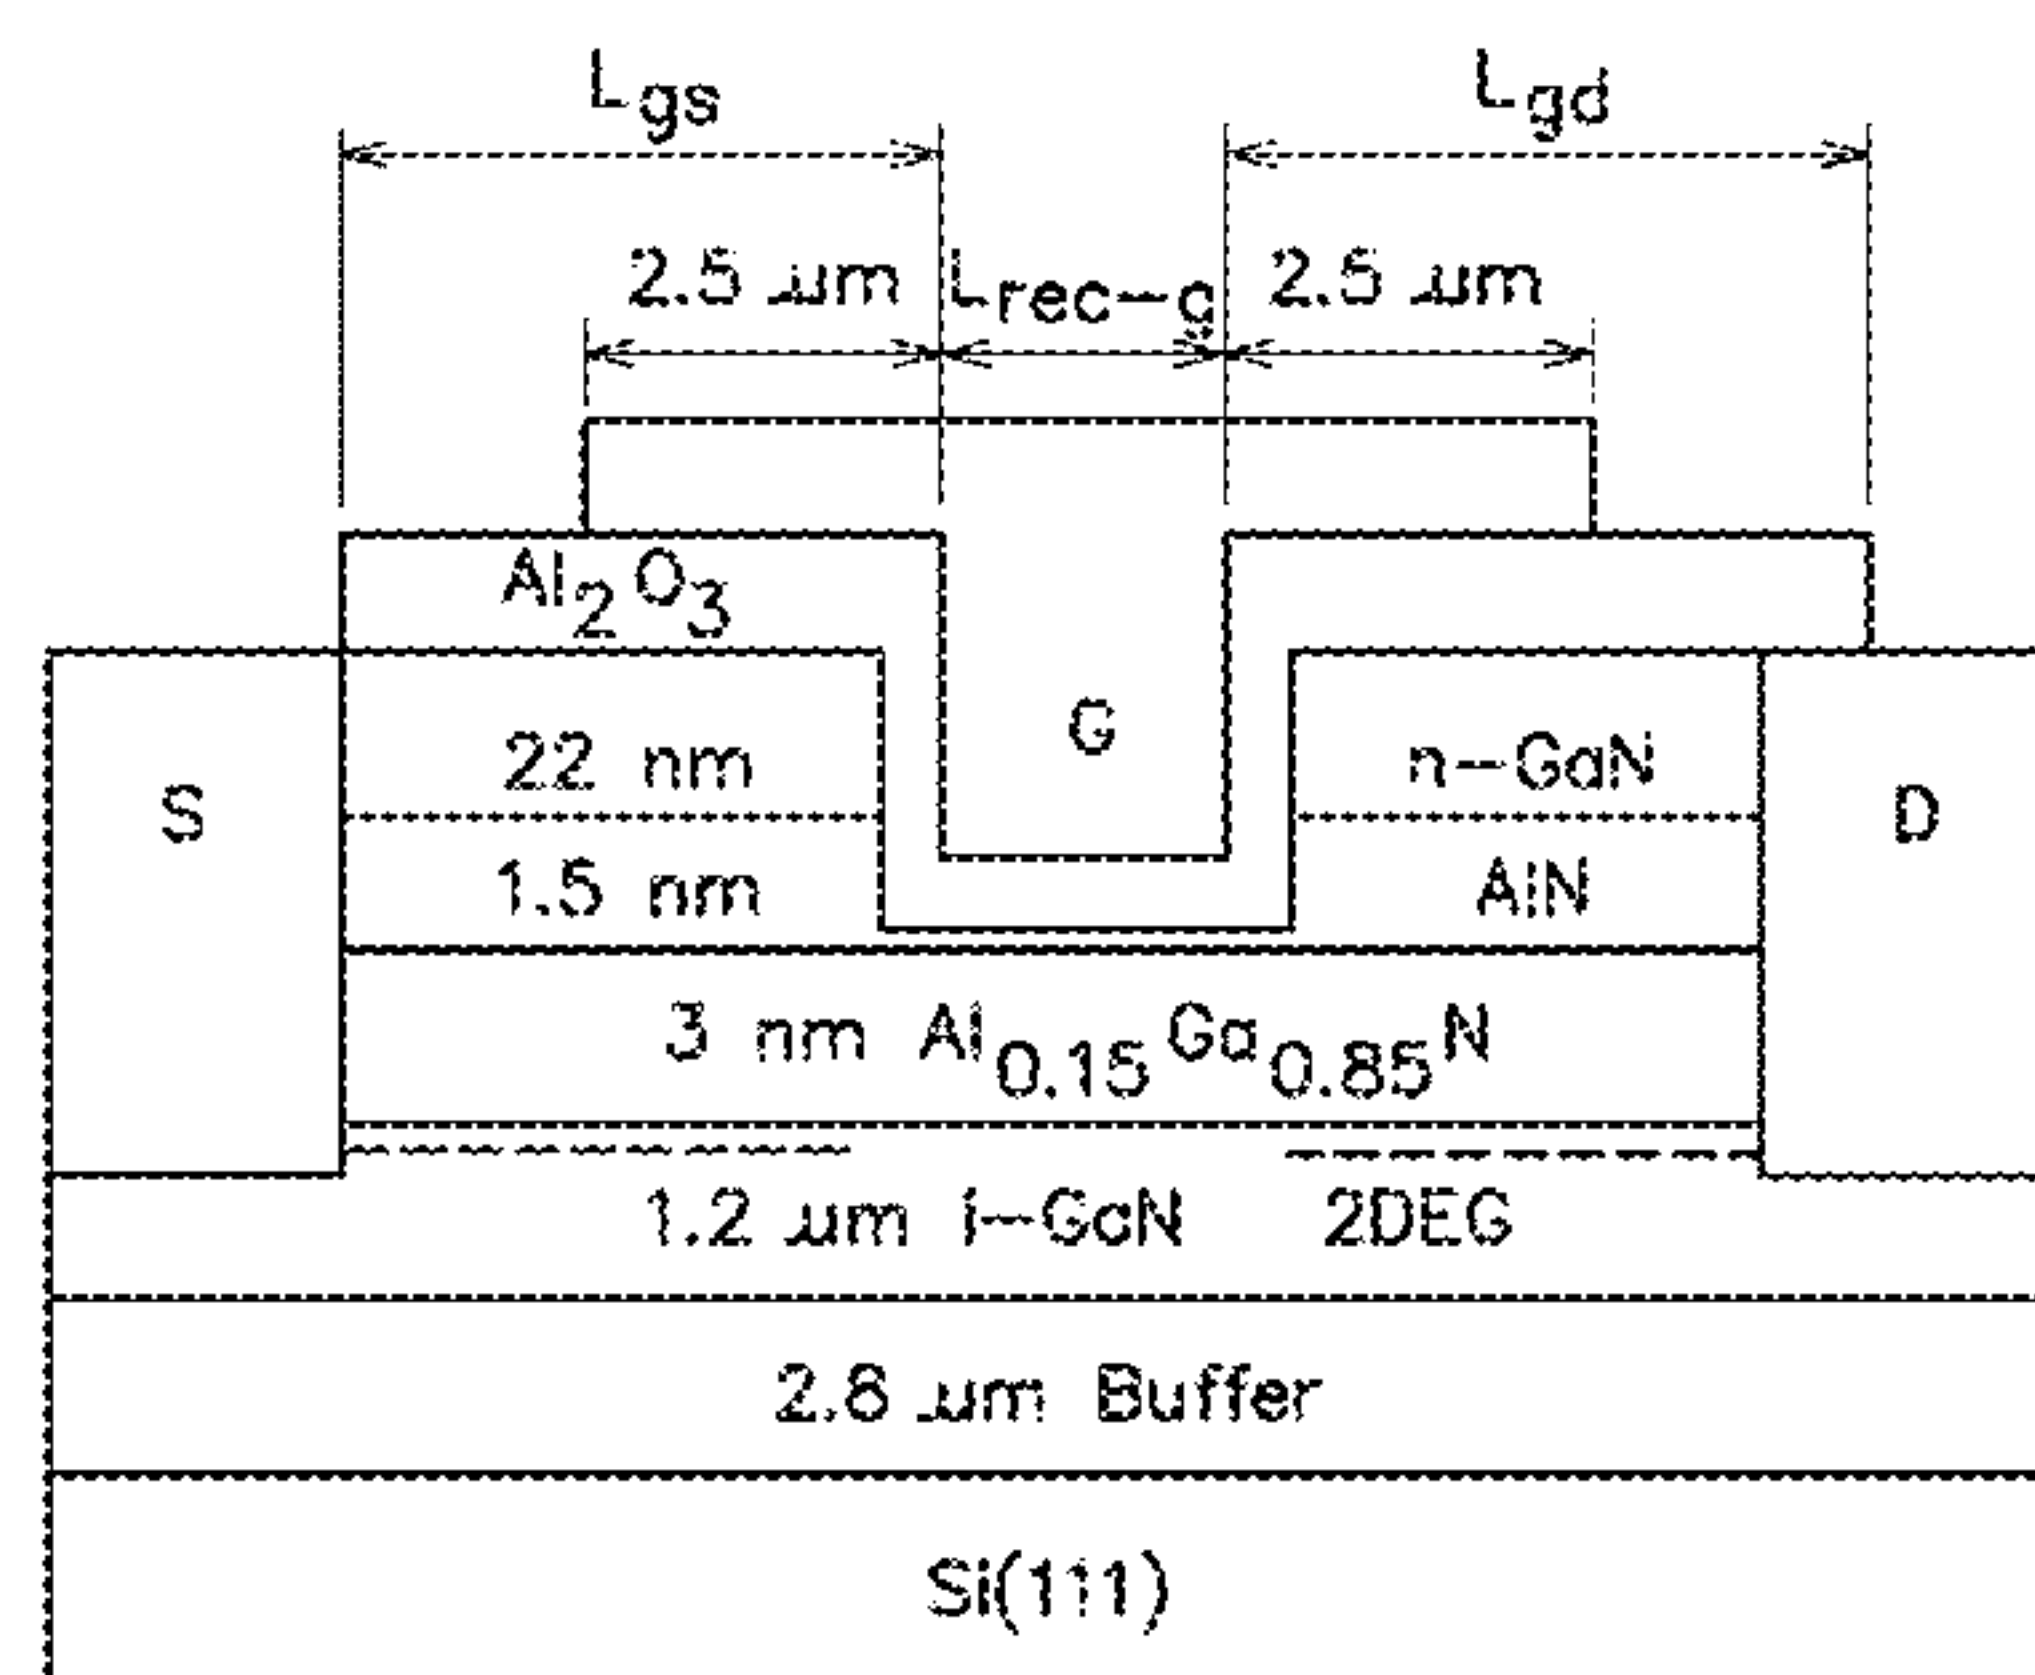 Lgs Lgd
2.5 μm Lrec-g 2.5 μm
Al2O3
G
22 nm n-GaN
S D
1.5 nm AlN
3 nm Al0.15Ga0.85N
1.2 μm i-GaN 2DEG
2.8 μm Buffer
Si(111)